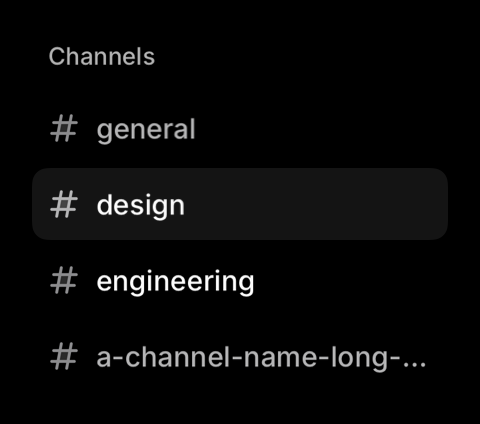 Channels
# general
# design
# engineering
# a-channel-name-long-...